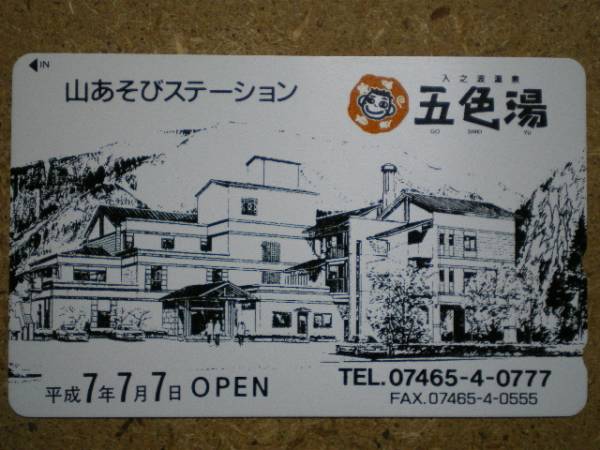 ◀IN
山あそびステーション
入之波温泉
五色湯
GO SHIKI YU
平成7年7月7日 OPEN
TEL.07465-4-0777
FAX.07465-4-0555